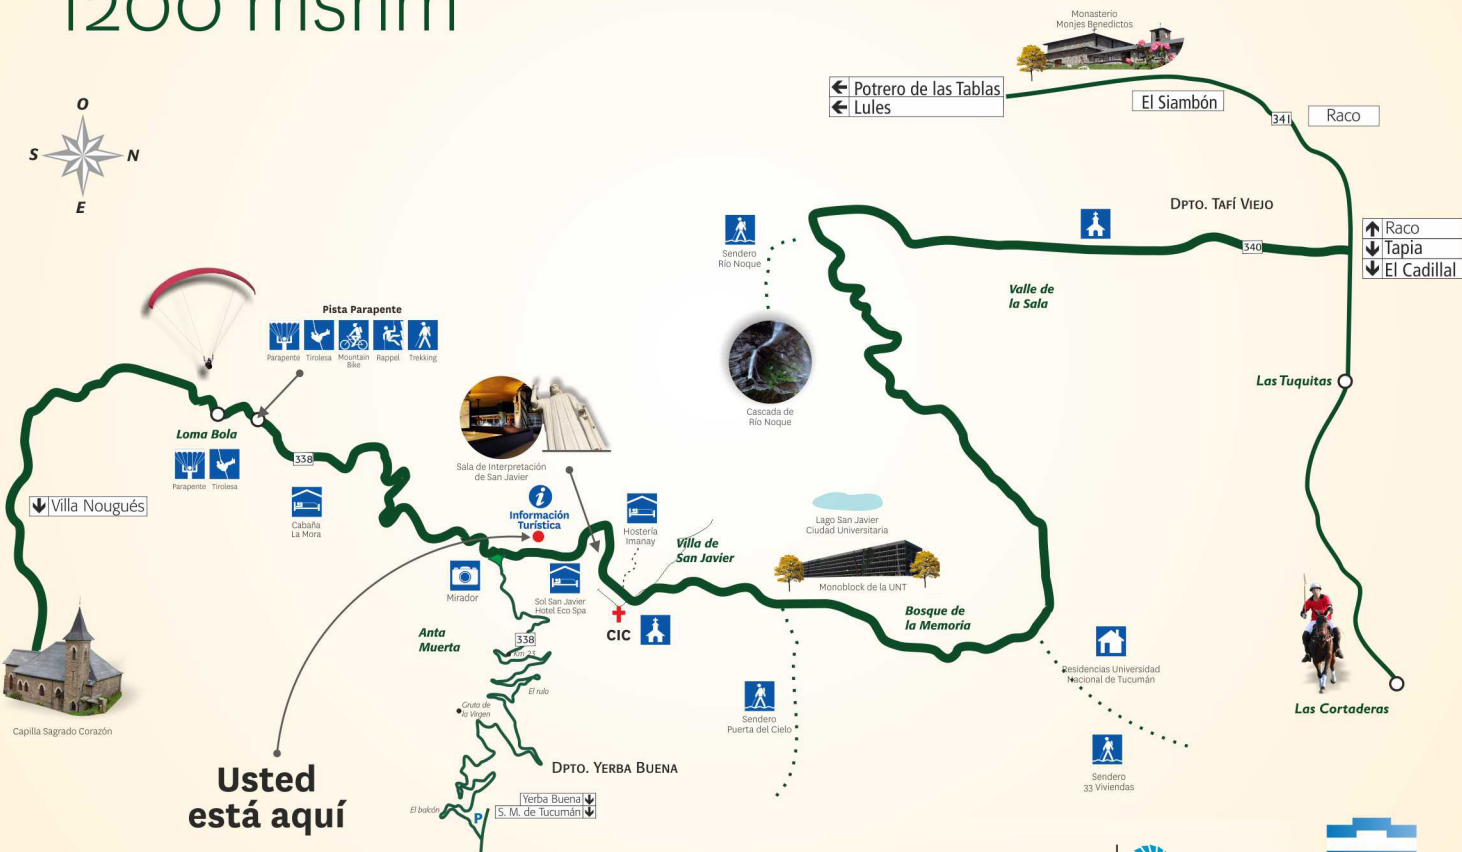 1200 msnm
Monasterio
Monjes Benedictos
Potrero de las Tablas
Lules
El Siambón
341
Raco
O
S
N
E
Dpto. Tafí Viejo
Sendero
Río Noque
340
Raco
Tapia
El Cadillal
Valle de
la Sala
Pista Parapente
Parapente
Tirolesa
Mountain
Bike
Rappel
Trekking
Las Tuquitas
Cascada de
Río Noque
Loma Bola
Parapente
Tirolesa
338
Sala de Interpretación
de San Javier
Villa Nougués
Cabaña
La Mora
Información
Turística
Hostería
Imanay
Villa de
San Javier
Lago San Javier
Ciudad Universitaria
Monoblock de la UNT
Mirador
Sol San Javier
Hotel Eco Spa
CIC
Bosque de
la Memoria
Anta
Muerta
338
Km 23
El rulo
Gruta de
la Virgen
Residencias Universidad
Nacional de Tucumán
Sendero
Puerta del Cielo
Las Cortaderas
Capilla Sagrado Corazón
Sendero
33 Viviendas
Usted
está aquí
Dpto. Yerba Buena
Yerba Buena
S. M. de Tucumán
El balcón
P